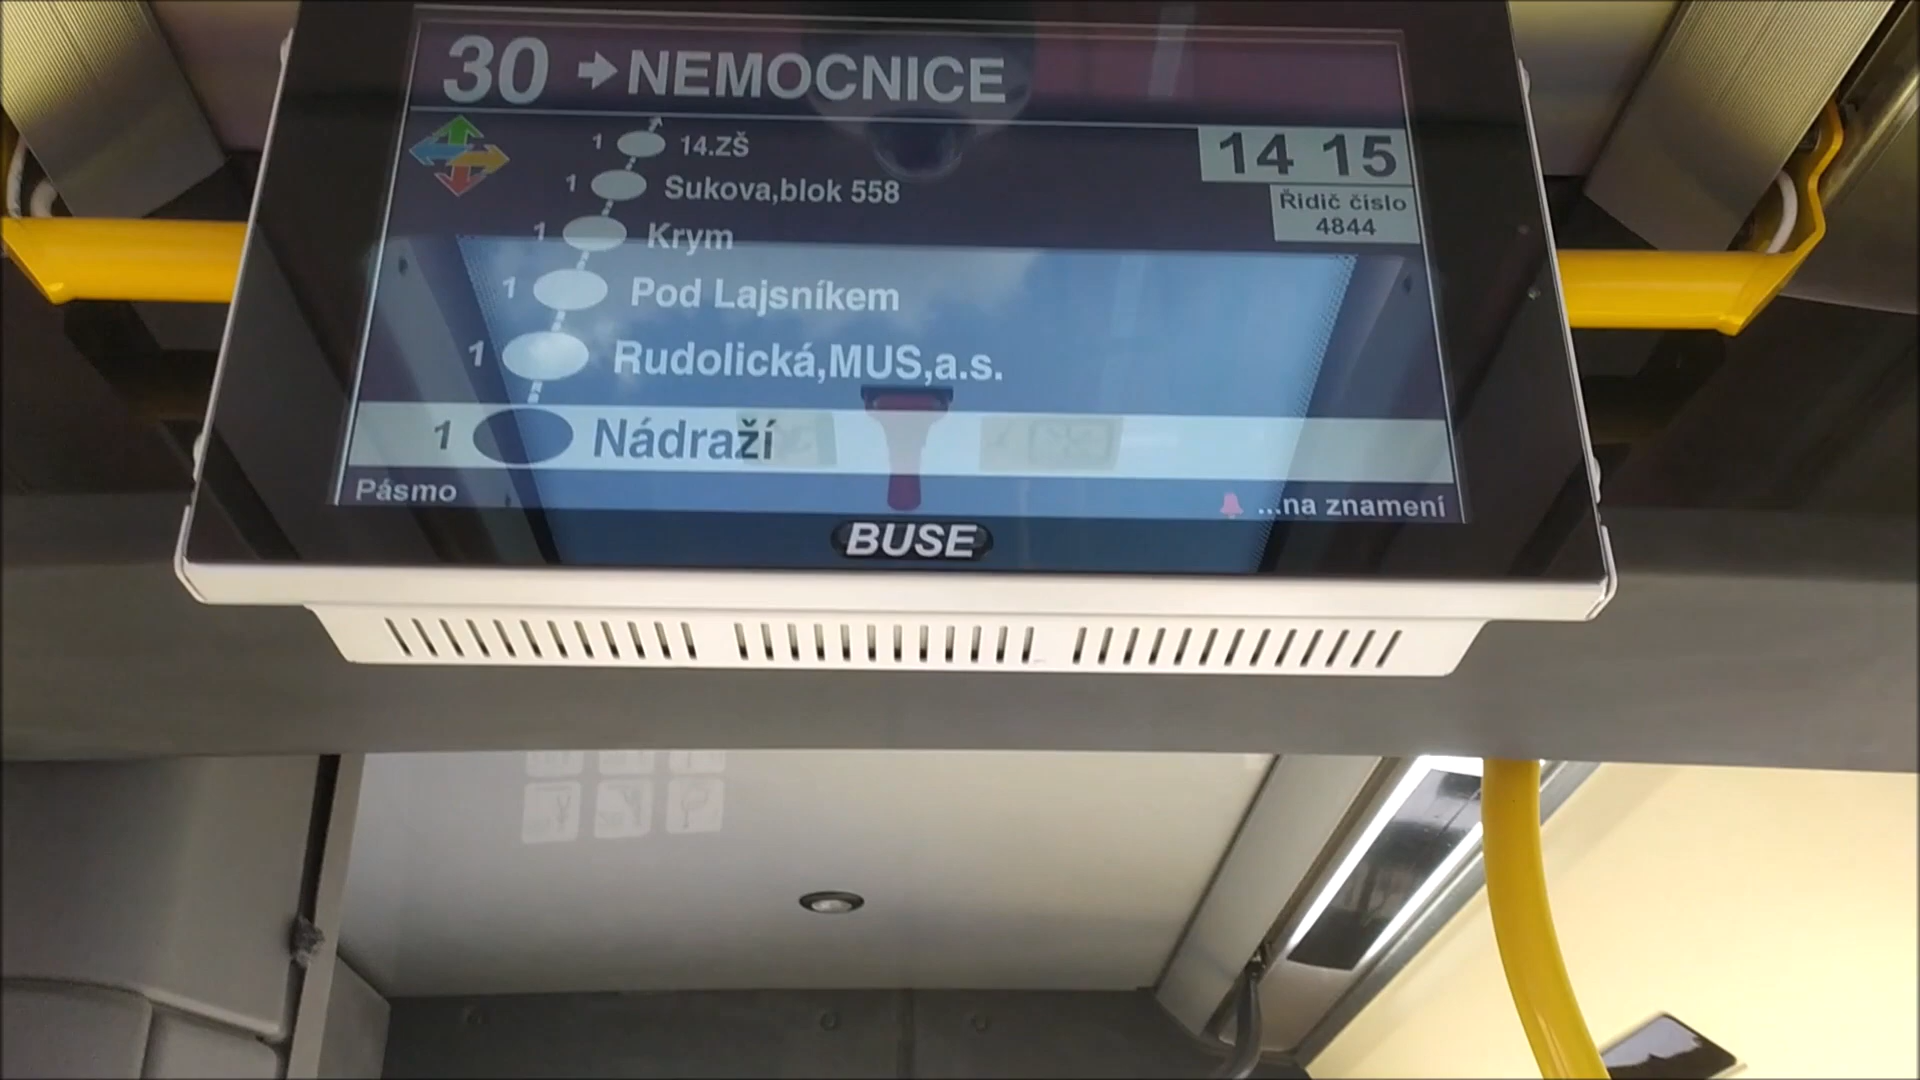 30 → NEMOCNICE
1 14.ZŠ
14 15
1 Sukova,blok 558
Řidič číslo
4844
1 Krym
1 Pod Lajsníkem
1 Rudolická,MUS,a.s.
1 Nádraží
Pásmo
...na znamení
BUSE